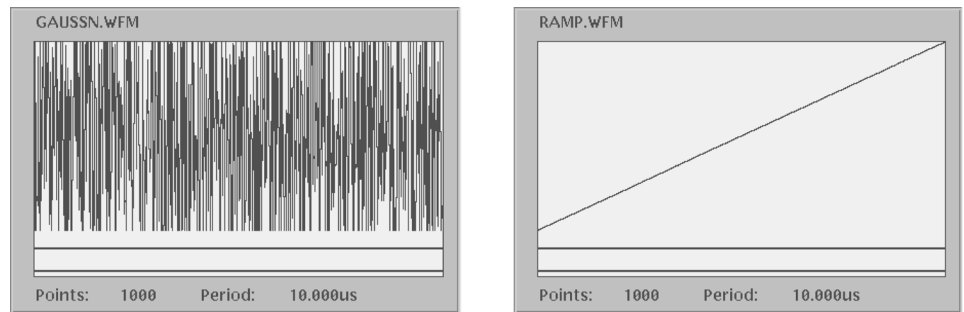 GAUSSN.WFM
Points: 1000 Period: 10.000us
RAMP.WFM
Points: 1000 Period: 10.000us